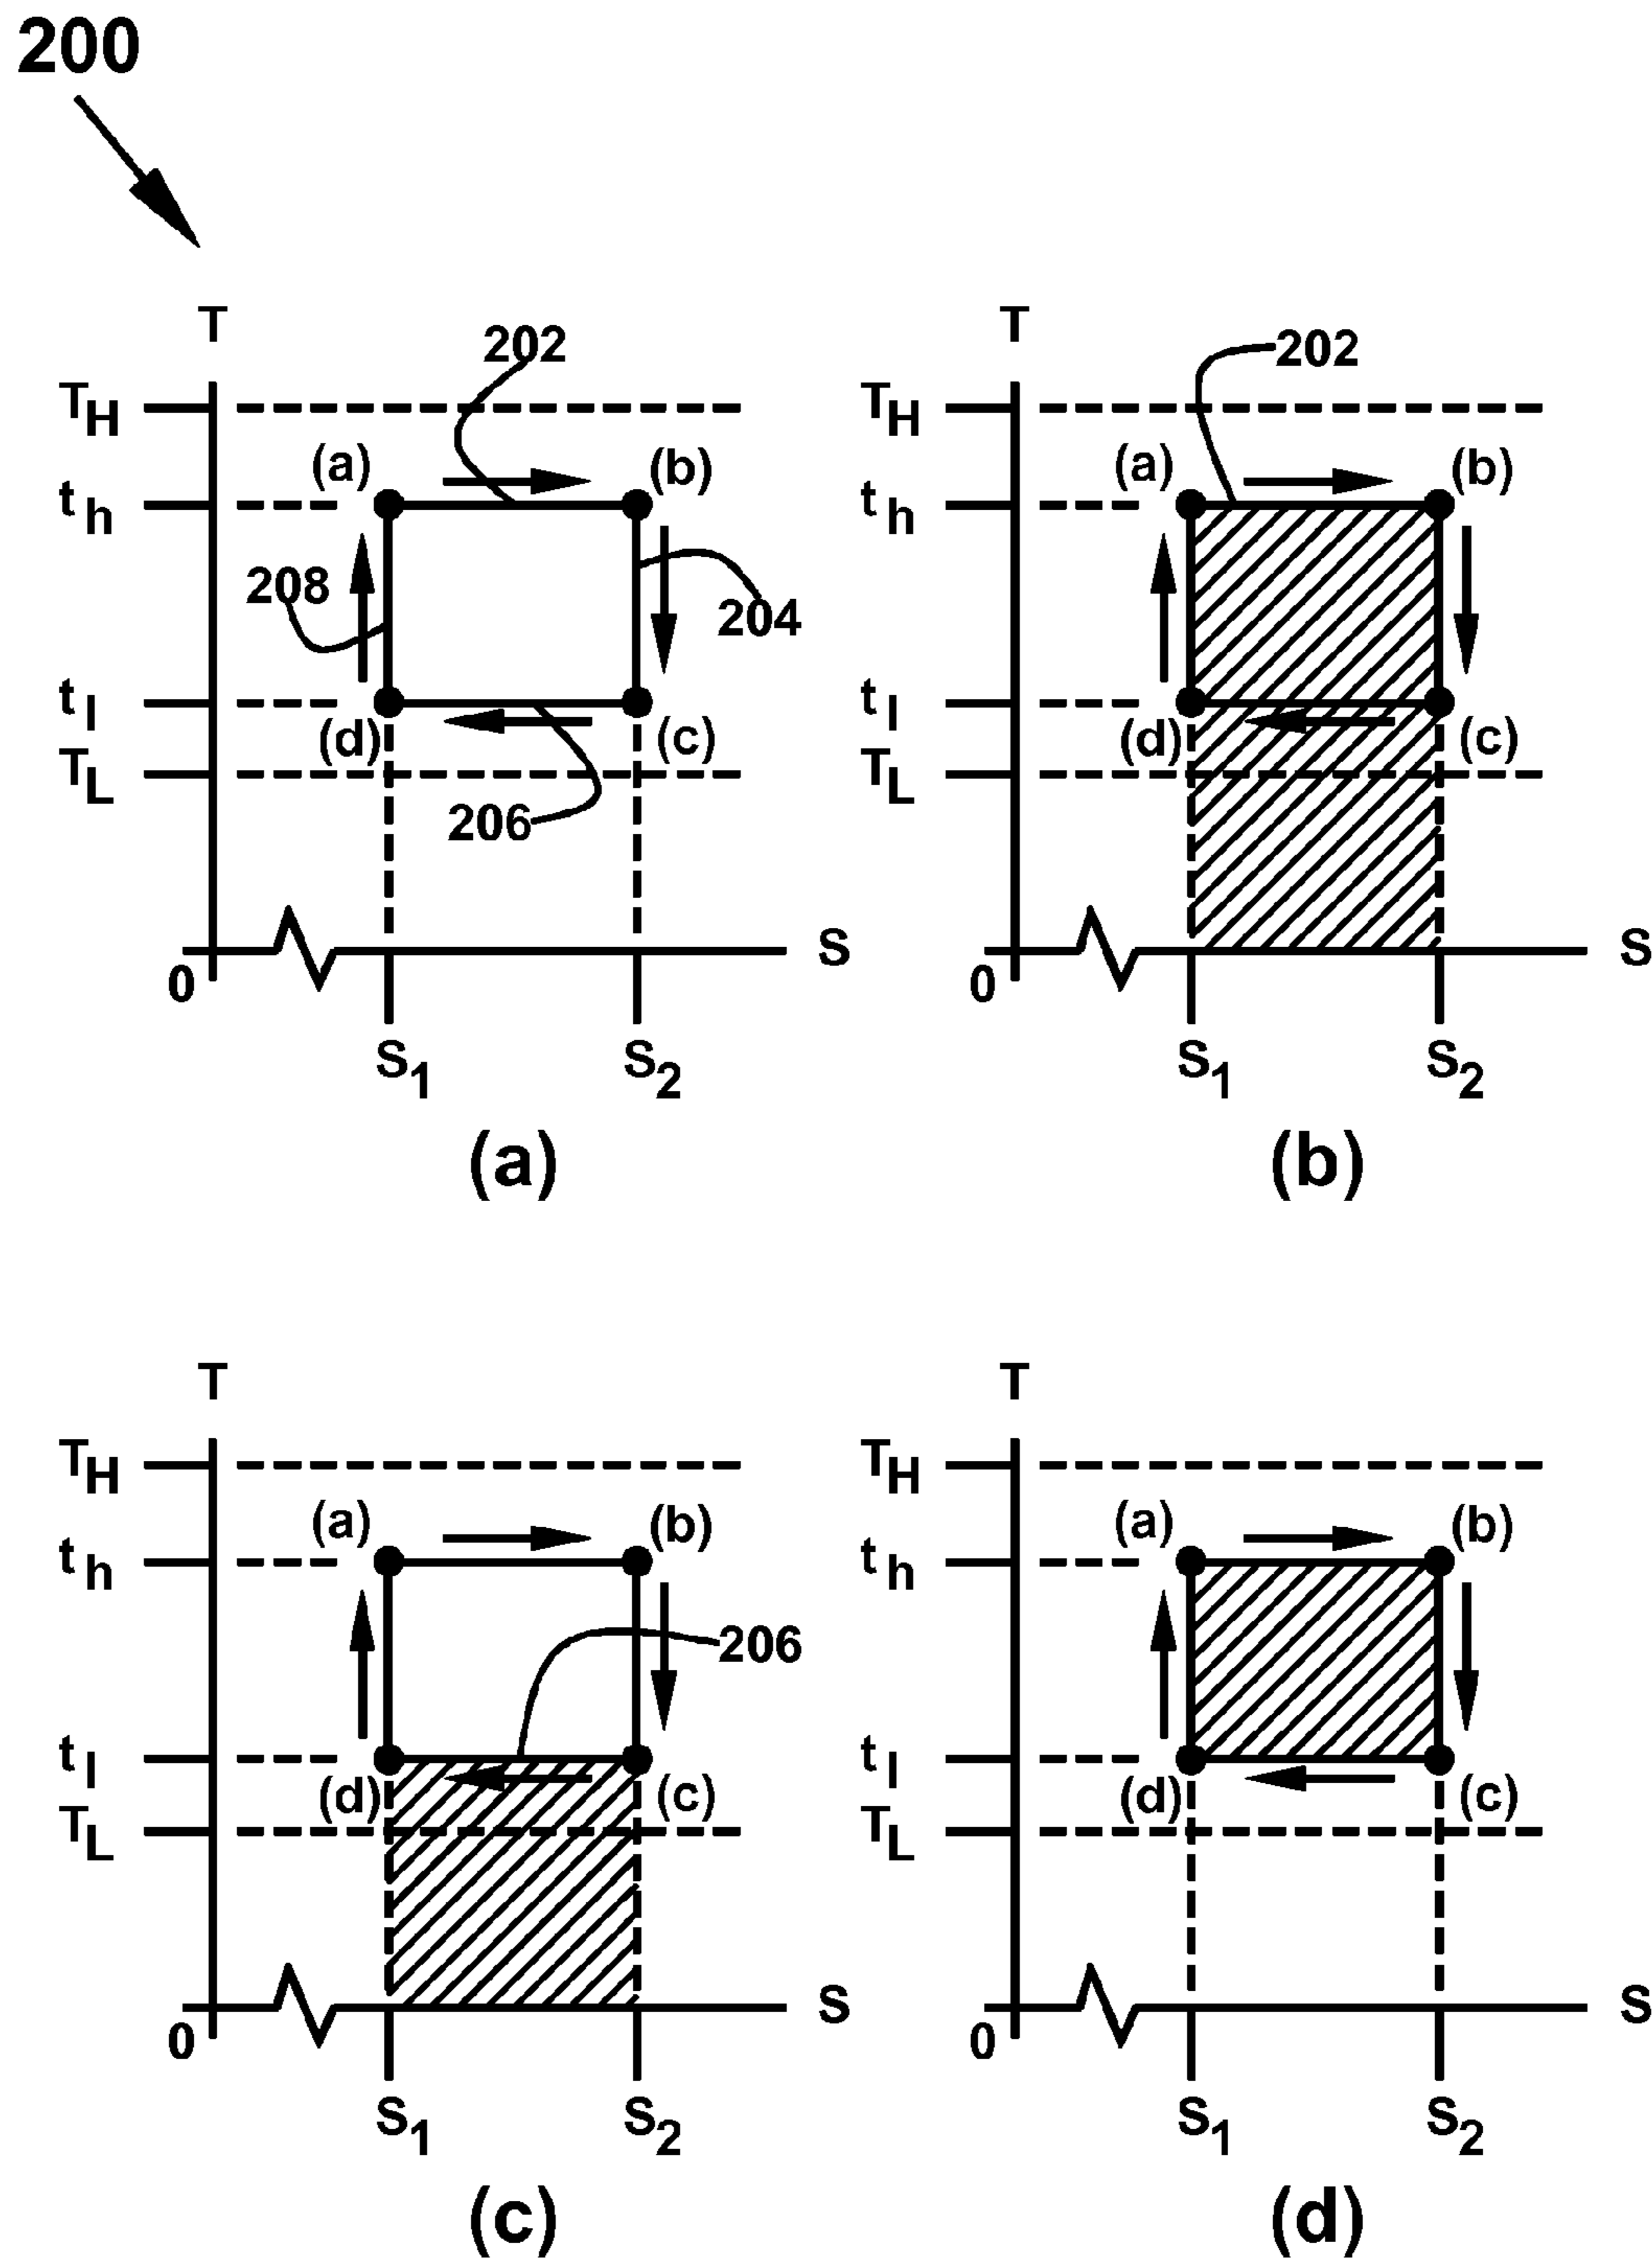 200
T
202
T_H
(a)
(b)
t_h
208
204
t_l
(d)
(c)
T_L
206
S
0
S_1
S_2
(a)
T
202
T_H
(a)
(b)
t_h
t_l
(d)
(c)
T_L
S
0
S_1
S_2
(b)
T
T_H
(a)
(b)
t_h
206
t_l
(d)
(c)
T_L
S
0
S_1
S_2
(c)
T
T_H
(a)
(b)
t_h
t_l
(d)
(c)
T_L
S
0
S_1
S_2
(d)